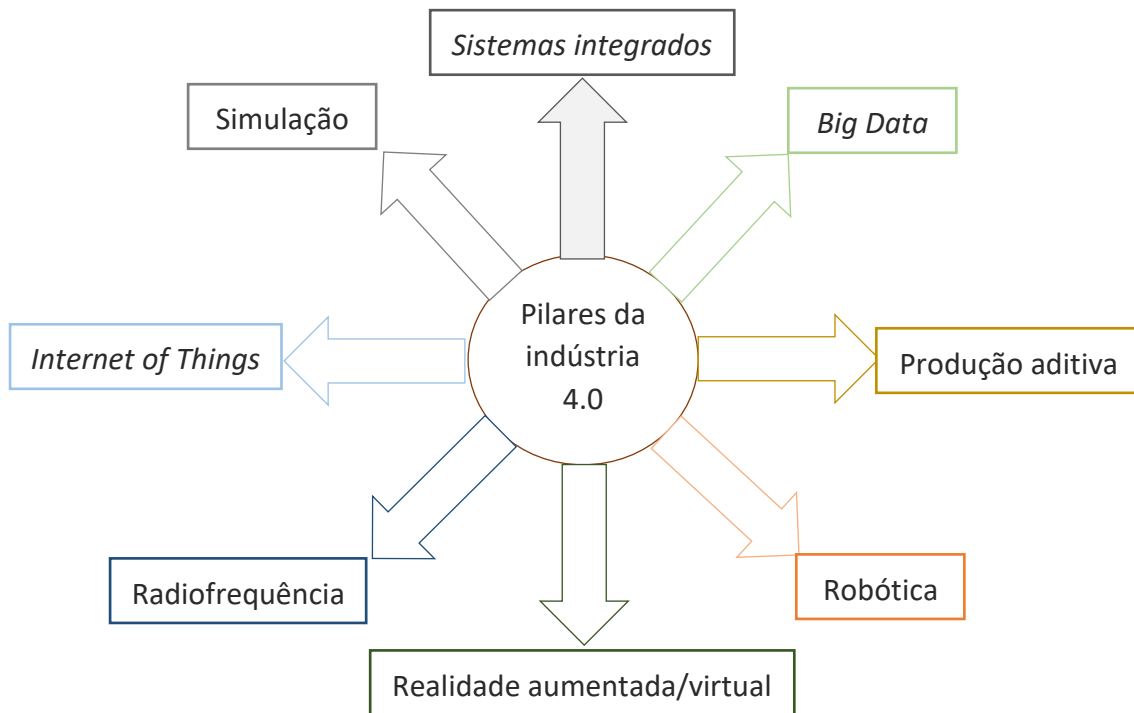 Sistemas integrados
Simulação
Big Data
Pilares da
indústria
4.0
Internet of Things
Produção aditiva
Radiofrequência
Robótica
Realidade aumentada/virtual